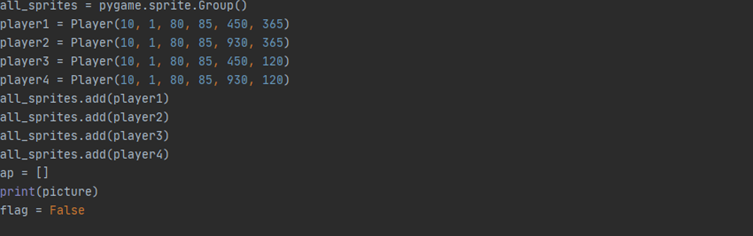 all_sprites = pygame.sprite.Group()
player1 = Player(10, 1, 80, 85, 450, 365)
player2 = Player(10, 1, 80, 85, 930, 365)
player3 = Player(10, 1, 80, 85, 450, 120)
player4 = Player(10, 1, 80, 85, 930, 120)
all_sprites.add(player1)
all_sprites.add(player2)
all_sprites.add(player3)
all_sprites.add(player4)
ap = []
print(picture)
flag = False